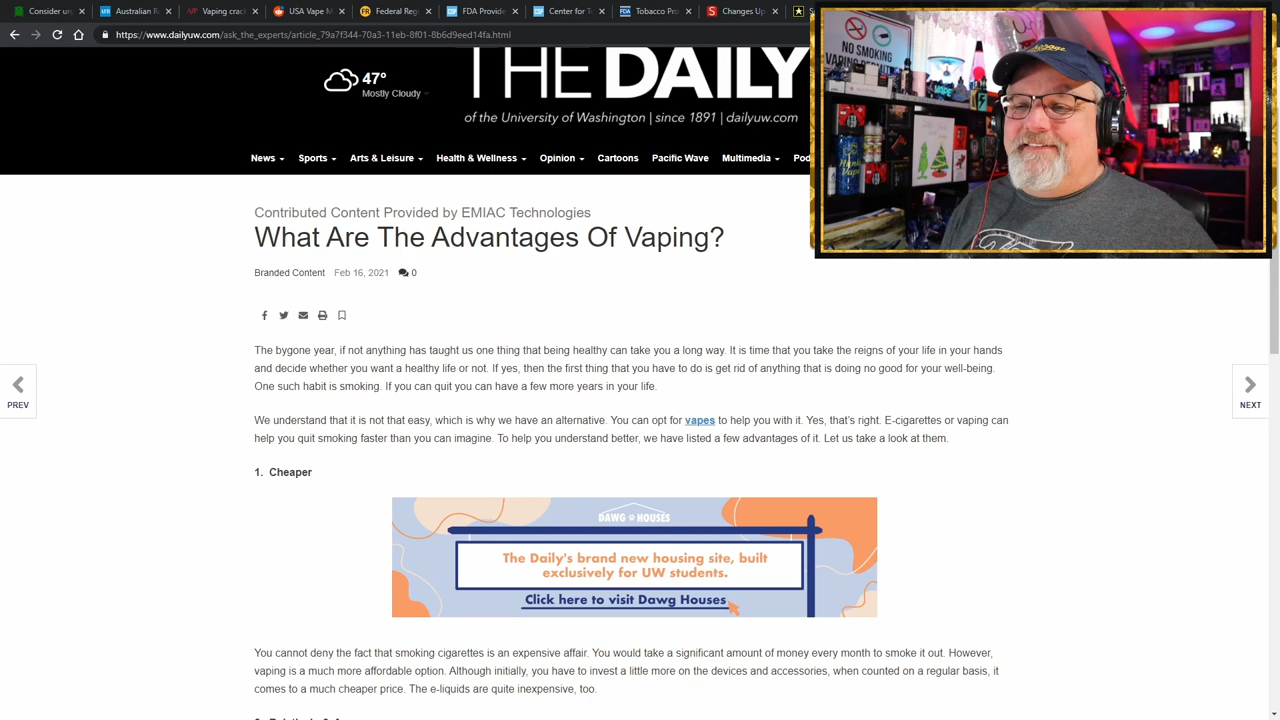 Consider un
Australian R
Vaping crac
USA Vape M
Federal Reg
FDA Provide
Center for T
Tobacco Pro
Changes Up
https://www.dailyuw.com/
47°
Mostly Cloudy
THE DAILY
of the University of Washington | since 1891 | dailyuw.com
News
Sports
Arts & Leisure
Health & Wellness
Opinion
Cartoons
Pacific Wave
Multimedia
Pod
NO SMOKING
Contributed Content Provided by EMIAC Technologies
What Are The Advantages Of Vaping?
Branded Content Feb 16, 2021 0
The bygone year, if not anything has taught us one thing that being healthy can take you a long way. It is time that you take the reigns of your life in your hands
and decide whether you want a healthy life or not. If yes, then the first thing that you have to do is get rid of anything that is doing no good for your well-being.
One such habit is smoking. If you can quit you can have a few more years in your life.
We understand that it is not that easy, which is why we have an alternative. You can opt for vapes to help you with it. Yes, that's right. E-cigarettes or vaping can
help you quit smoking faster than you can imagine. To help you understand better, we have listed a few advantages of it. Let us take a look at them.
PREV
NEXT
1. Cheaper
DAWG HOUSES
The Daily's brand new housing site, built
exclusively for UW students.
Click here to visit Dawg Houses
You cannot deny the fact that smoking cigarettes is an expensive affair. You would take a significant amount of money every month to smoke it out. However,
vaping is a much more affordable option. Although initially, you have to invest a little more on the devices and accessories, when counted on a regular basis, it
comes to a much cheaper price. The e-liquids are quite inexpensive, too.